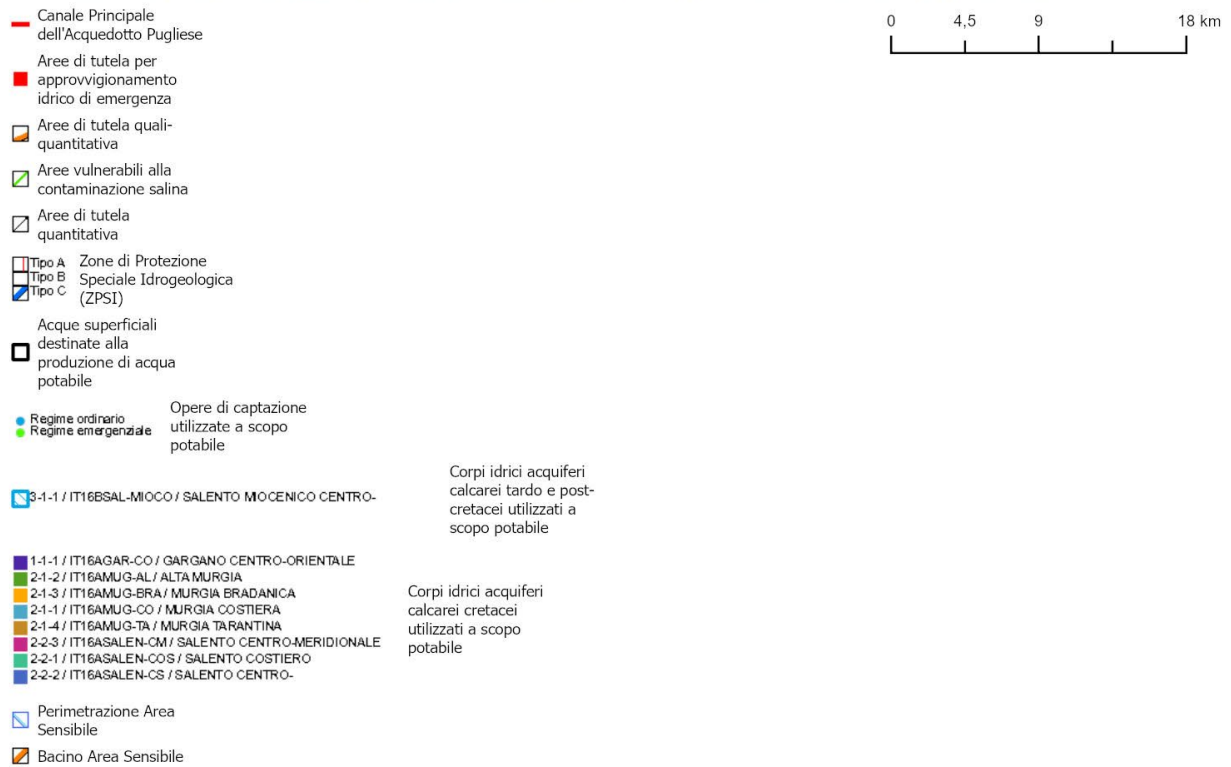 Canale Principale
dell'Acquedotto Pugliese
0 4,5 9 18 km
Aree di tutela per
approvvigionamento
idrico di emergenza
Aree di tutela quali-
quantitativa
Aree vulnerabili alla
contaminazione salina
Aree di tutela
quantitativa
Tipo A
Tipo B
Tipo C
Zone di Protezione
Speciale Idrogeologica
(ZPSI)
Acque superficiali
destinate alla
produzione di acqua
potabile
Regime ordinario
Regime emergenziale
Opere di captazione
utilizzate a scopo
potabile
3-1-1 / IT16BSAL-MIOCO / SALENTO MIOCENICO CENTRO-
Corpi idrici acquiferi
calcarei tardo e post-
cretacei utilizzati a
scopo potabile
1-1-1 / IT16AGAR-CO / GARGANO CENTRO-ORIENTALE
2-1-2 / IT16AMUG-AL / ALTA MURGIA
2-1-3 / IT16AMUG-BRA / MURGIA BRADANICA
2-1-1 / IT16AMUG-CO / MURGIA COSTIERA
2-1-4 / IT16AMUG-TA / MURGIA TARANTINA
2-2-3 / IT16ASALEN-CM / SALENTO CENTRO-MERIDIONALE
2-2-1 / IT16ASALEN-COS / SALENTO COSTIERO
2-2-2 / IT16ASALEN-CS / SALENTO CENTRO-
Corpi idrici acquiferi
calcarei cretacei
utilizzati a scopo
potabile
Perimetrazione Area
Sensibile
Bacino Area Sensibile